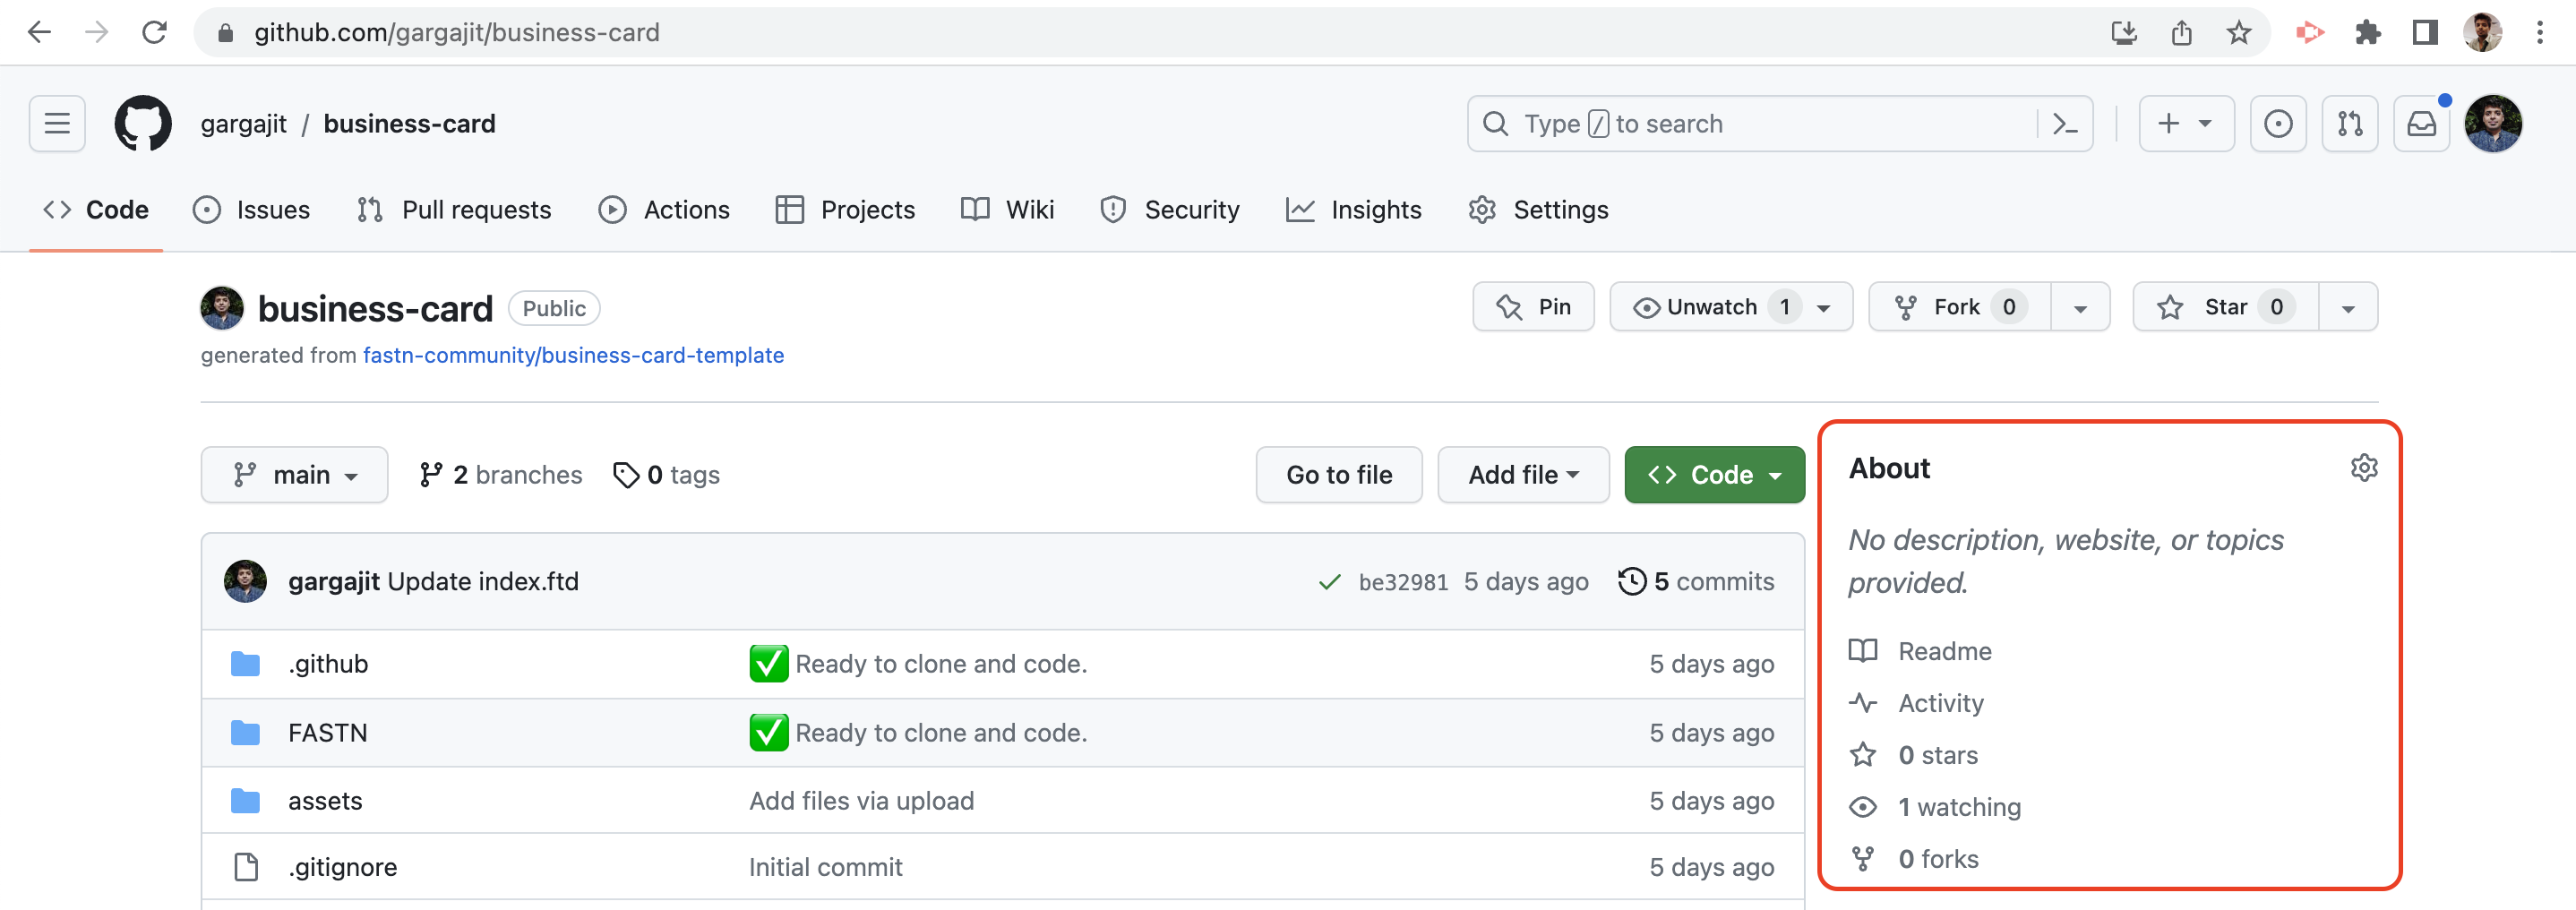 github.com/gargajit/business-card
gargajit / business-card
Type / to search
Code Issues Pull requests Actions Projects Wiki Security Insights Settings
business-card Public
Pin Unwatch 1 Fork 0 Star 0
generated from fastn-community/business-card-template
main 2 branches 0 tags Go to file Add file Code
gargajit Update index.ftd be32981 5 days ago 5 commits
.github ✅ Ready to clone and code. 5 days ago
FASTN ✅ Ready to clone and code. 5 days ago
assets Add files via upload 5 days ago
.gitignore Initial commit 5 days ago
About
No description, website, or topics
provided.
Readme
Activity
0 stars
1 watching
0 forks